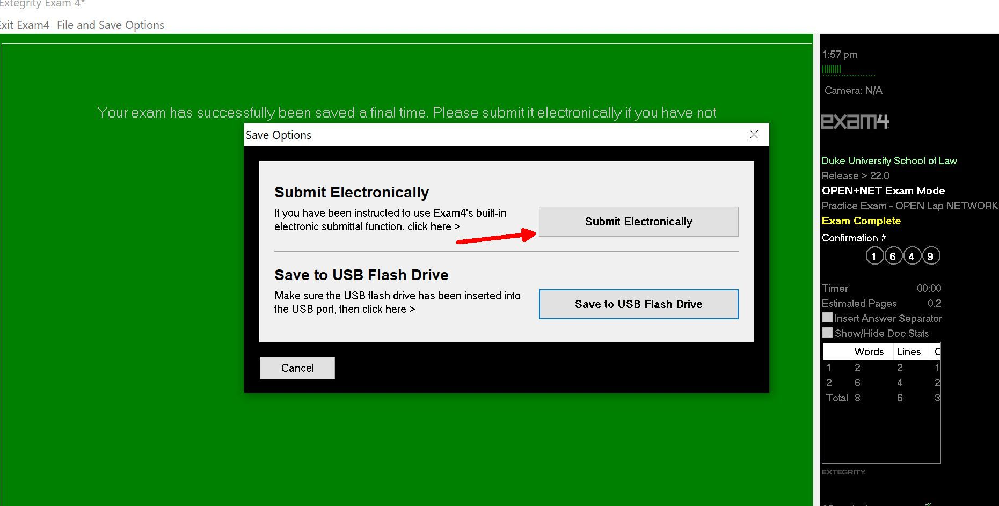 Extegrity Exam 4*
Exit Exam4 File and Save Options
Your exam has successfully been saved a final time. Please submit it electronically if you have not
Save Options
Submit Electronically
If you have been instructed to use Exam4's built-in
electronic submittal function, click here >
Submit Electronically
Save to USB Flash Drive
Make sure the USB flash drive has been inserted into
the USB port, then click here >
Save to USB Flash Drive
Cancel
1:57 pm
Camera: N/A
exam4
Duke University School of Law
Release > 22.0
OPEN+NET Exam Mode
Practice Exam - OPEN Lap NETWORK
Exam Complete
Confirmation #
1 6 4 9
Timer 00:00
Estimated Pages 0.2
Insert Answer Separator
Show/Hide Doc Stats
Words Lines C
1 2 2 1
2 6 4 2
Total 8 6 3
EXTEGRITY